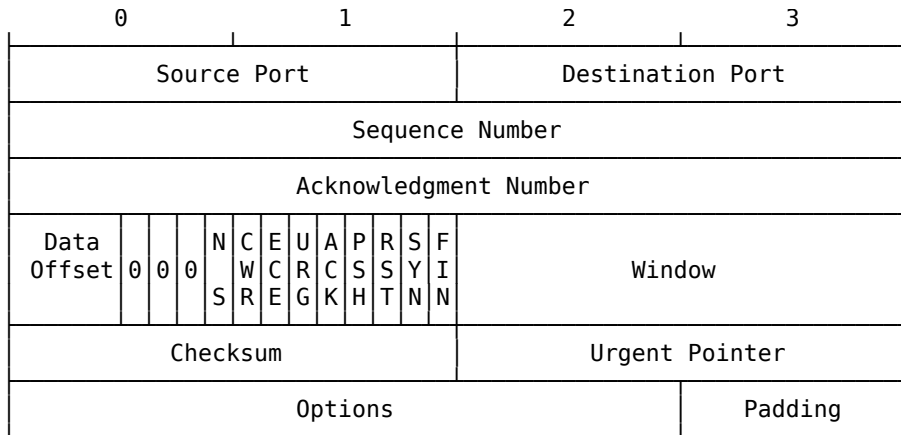 0 1 2 3
Source Port Destination Port
Sequence Number
Acknowledgment Number
Data N C E U A P R S F
Offset 0 0 0 W C R C S S Y I Window
S R E G K H T N N
Checksum Urgent Pointer
Options Padding